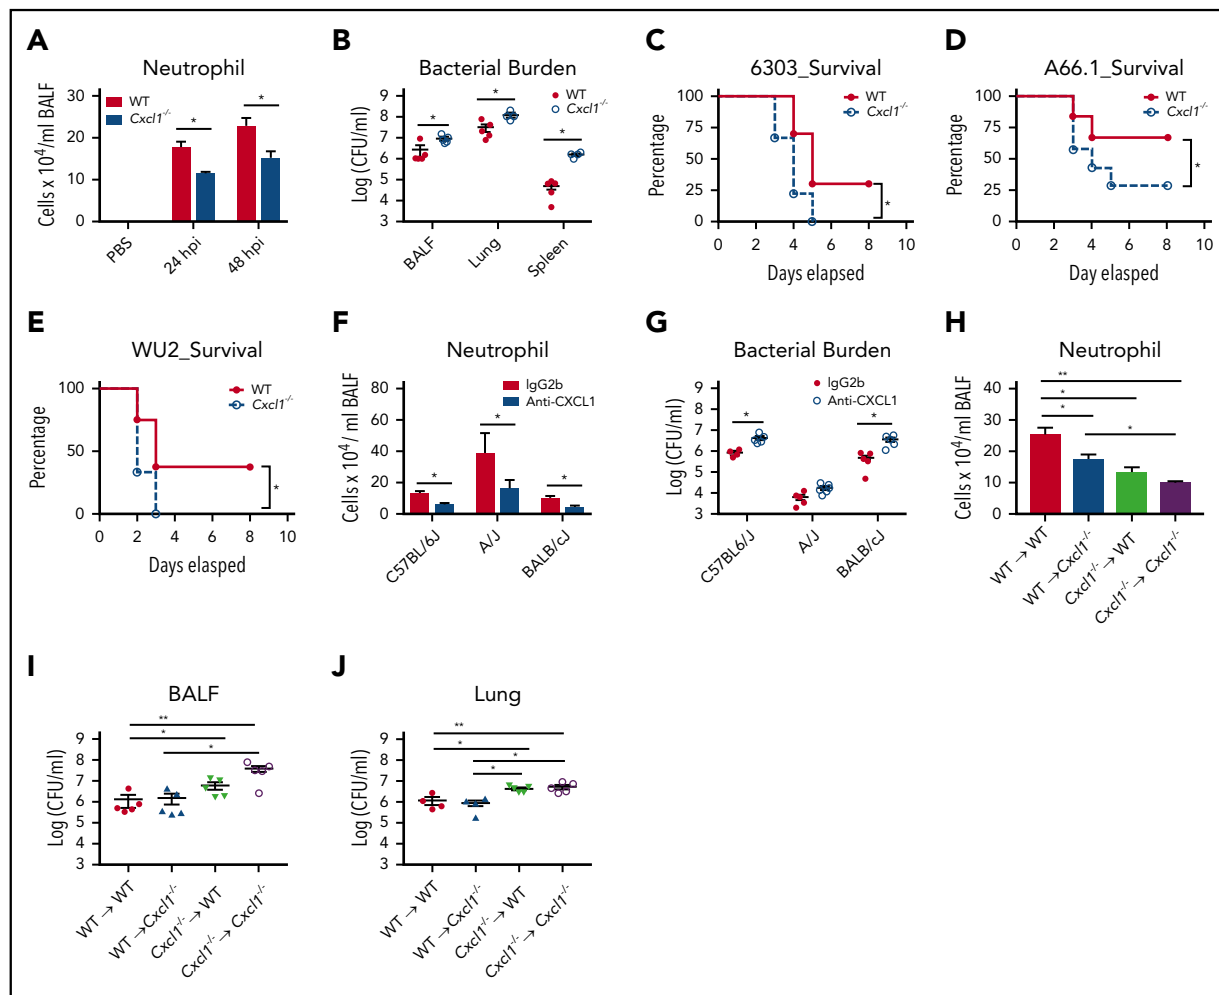 A
Neutrophil
Cells x 10⁴/ml BALF
30
20
10
0
WT
Cxcl1⁻/⁻
*
*
PBS
24 hpi
48 hpi
B
Bacterial Burden
Log (CFU/ml)
9
8
7
6
5
4
3
WT
Cxcl1⁻/⁻
*
*
*
BALF
Lung
Spleen
C
6303_Survival
Percentage
100
75
50
25
0
WT
Cxcl1⁻/⁻
*
0 2 4 6 8 10
Days elapsed
D
A66.1_Survival
Percentage
100
75
50
25
0
WT
Cxcl1⁻/⁻
*
0 2 4 6 8 10
Day elasped
E
WU2_Survival
Percentage
100
75
50
25
0
WT
Cxcl1⁻/⁻
*
0 2 4 6 8 10
Days elasped
F
Neutrophil
Cells x 10⁴/ ml BALF
80
60
40
20
0
IgG2b
Anti-CXCL1
*
*
*
C57BL/6J
A/J
BALB/cJ
G
Bacterial Burden
Log (CFU/ml)
9
8
7
6
5
4
3
IgG2b
Anti-CXCL1
*
*
C57BL6/J
A/J
BALB/cJ
H
Neutrophil
Cells x 10⁴/ml BALF
40
30
20
10
0
**
*
*
*
WT → WT
WT →Cxcl1⁻/⁻
Cxcl1⁻/⁻→ WT
Cxcl1⁻/⁻ → Cxcl1⁻/⁻
I
BALF
Log (CFU/ml)
9
8
7
6
5
4
3
**
*
*
WT → WT
WT →Cxcl1⁻/⁻
Cxcl1⁻/⁻→ WT
Cxcl1⁻/⁻ → Cxcl1⁻/⁻
J
Lung
Log (CFU/ml)
9
8
7
6
5
4
3
**
*
*
*
WT → WT
WT →Cxcl1⁻/⁻
Cxcl1⁻/⁻→ WT
Cxcl1⁻/⁻ → Cxcl1⁻/⁻